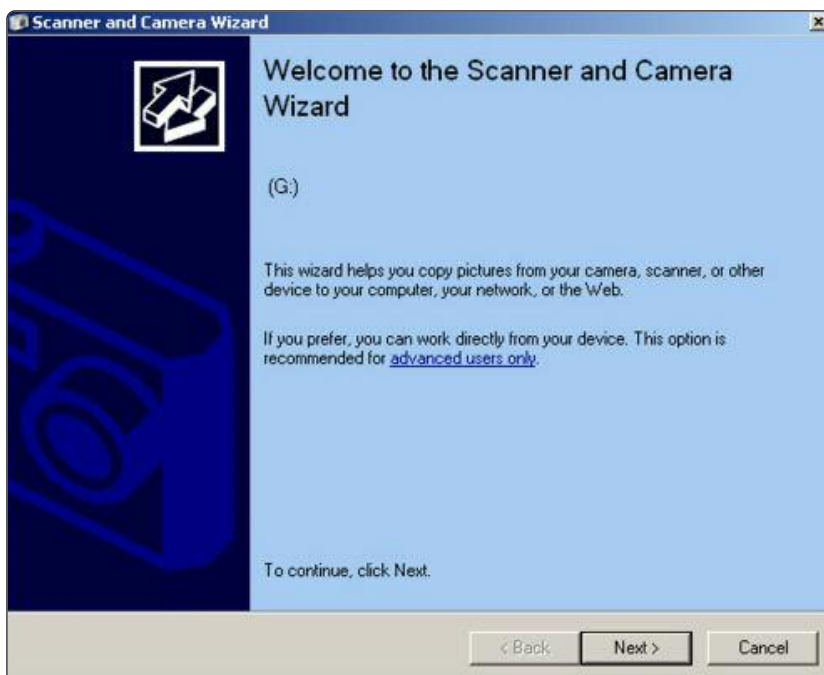 Scanner and Camera Wizard
Welcome to the Scanner and Camera
Wizard
(G:)
This wizard helps you copy pictures from your camera, scanner, or other
device to your computer, your network, or the Web.
If you prefer, you can work directly from your device. This option is
recommended for advanced users only.
To continue, click Next.
< Back Next > Cancel